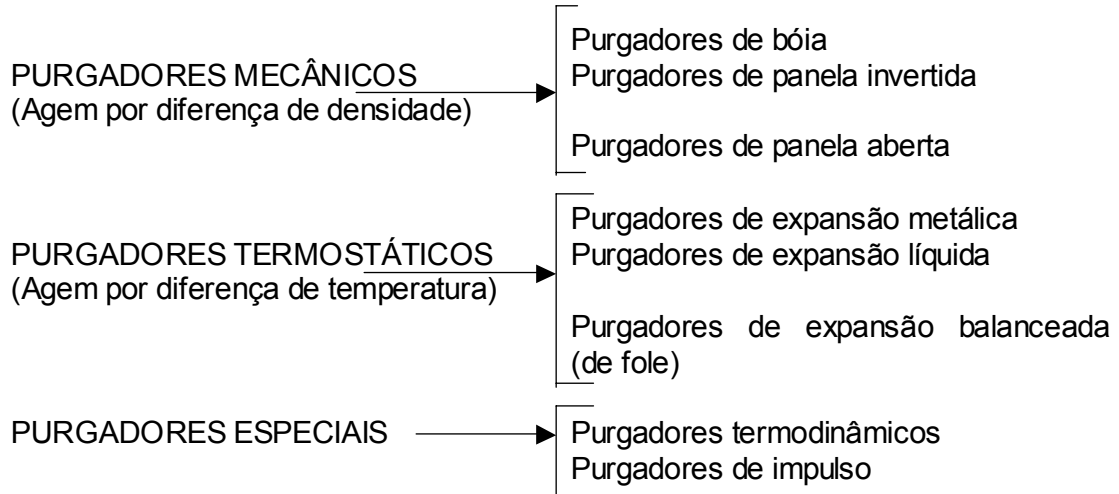 PURGADORES MECÂNICOS
(Agem por diferença de densidade)
Purgadores de bóia
Purgadores de panela invertida
Purgadores de panela aberta
PURGADORES TERMOSTÁTICOS
(Agem por diferença de temperatura)
Purgadores de expansão metálica
Purgadores de expansão líquida
Purgadores de expansão balanceada
(de fole)
PURGADORES ESPECIAIS
Purgadores termodinâmicos
Purgadores de impulso